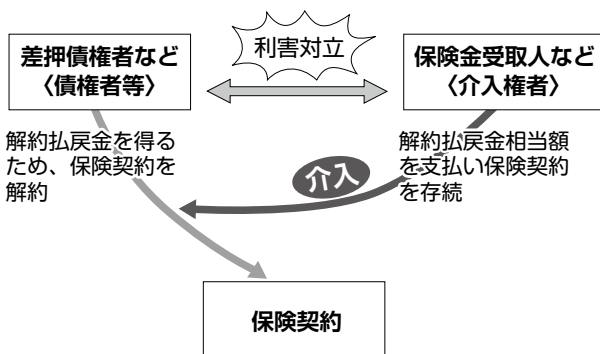 差押債権者など
〈債権者等〉
利害対立
保険金受取人など
〈介入権者〉
解約払戻金を得る
ため、保険契約を
解約
解約払戻金相当額
を支払い保険契約
を存続
介入
保険契約